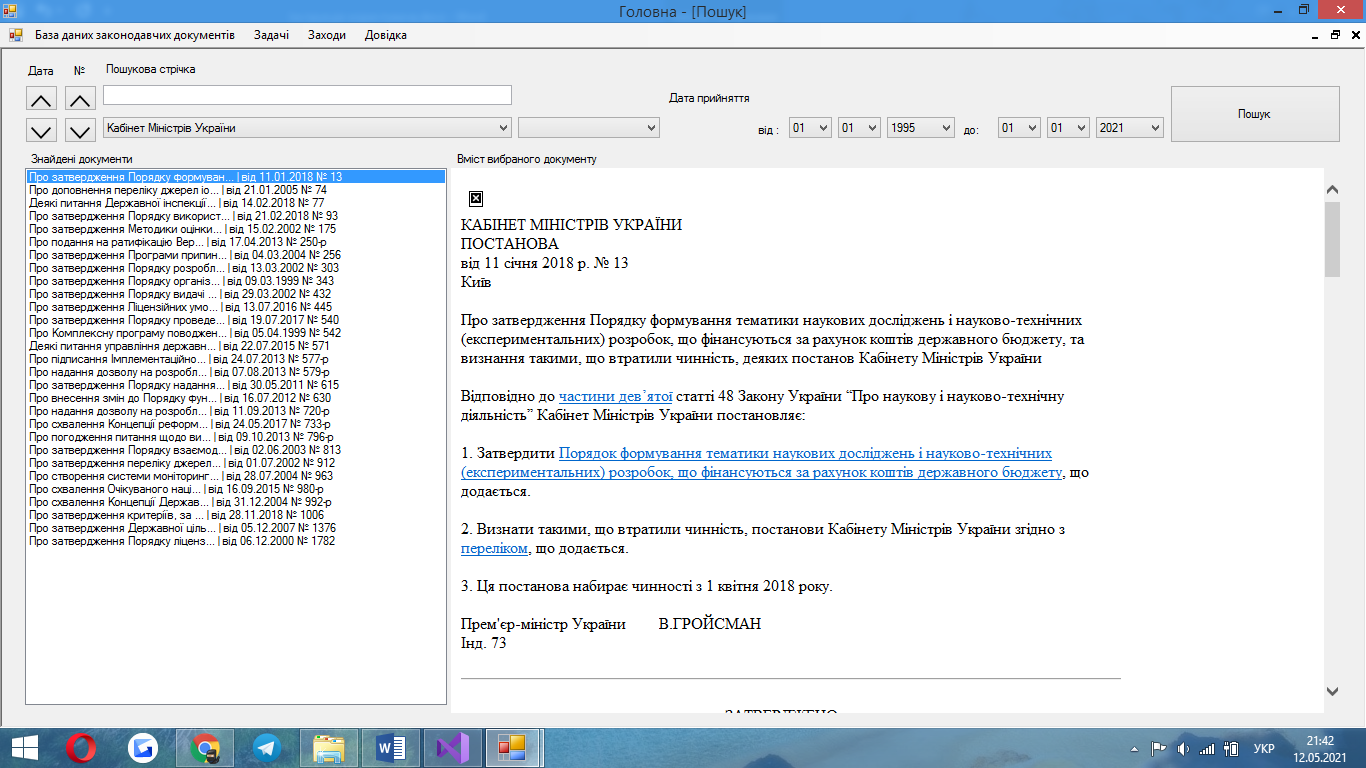 Головна - [Пошук]
База даних законодавчих документів Задачі Заходи Довідка
Дата № Пошукова стрічка
Дата прийняття
Пошук
Кабінет Міністрів України
від : 01 01 1995 до: 01 01 2021
Знайдені документи
Про затвердження Порядку формуван... | від 11.01.2018 № 13
Про доповнення переліку джерел іо... | від 21.01.2005 № 74
Деякі питання Державної інспекції... | від 14.02.2018 № 77
Про затвердження Порядку використ... | від 21.02.2018 № 93
Про затвердження Методики оцінки... | від 15.02.2002 № 175
Про подання на ратифікацію Вер... | від 17.04.2013 № 250-р
Про затвердження Програми припин... | від 04.03.2004 № 256
Про затвердження Порядку розробл... | від 13.03.2002 № 303
Про затвердження Порядку організ... | від 09.03.1999 № 343
Про затвердження Порядку видачі ... | від 29.03.2002 № 432
Про затвердження Ліцензійних умо... | від 13.07.2016 № 445
Про затвердження Порядку проведе... | від 19.07.2017 № 540
Про Комплексну програму поводжен... | від 05.04.1999 № 542
Деякі питання управління державн... | від 22.07.2015 № 571
Про підписання Імплементаційно... | від 24.07.2013 № 577-р
Про надання дозволу на розробл... | від 07.08.2013 № 579-р
Про затвердження Порядку надання... | від 30.05.2011 № 615
Про внесення змін до Порядку фун... | від 16.07.2012 № 630
Про надання дозволу на розробл... | від 11.09.2013 № 720-р
Про схвалення Концепції реформ... | від 24.05.2017 № 733-р
Про погодження питання щодо ви... | від 09.10.2013 № 796-р
Про затвердження Порядку взаємод... | від 02.06.2003 № 813
Про затвердження переліку джерел... | від 01.07.2002 № 912
Про створення системи моніторинг... | від 28.07.2004 № 963
Про схвалення Очікуваного наці... | від 16.09.2015 № 980-р
Про схвалення Концепції Держав... | від 31.12.2004 № 992-р
Про затвердження критеріїв, за ... | від 28.11.2018 № 1006
Про затвердження Державної ціль... | від 05.12.2007 № 1376
Про затвердження Порядку ліценз... | від 06.12.2000 № 1782
Вміст вибраного документу
КАБІНЕТ МІНІСТРІВ УКРАЇНИ
ПОСТАНОВА
від 11 січня 2018 р. № 13
Київ
Про затвердження Порядку формування тематики наукових досліджень і науково-технічних
(експериментальних) розробок, що фінансуються за рахунок коштів державного бюджету, та
визнання такими, що втратили чинність, деяких постанов Кабінету Міністрів України
Відповідно до частини дев’ятої статті 48 Закону України “Про наукову і науково-технічну
діяльність” Кабінет Міністрів України постановляє:
1. Затвердити Порядок формування тематики наукових досліджень і науково-технічних
(експериментальних) розробок, що фінансуються за рахунок коштів державного бюджету, що
додається.
2. Визнати такими, що втратили чинність, постанови Кабінету Міністрів України згідно з
переліком, що додається.
3. Ця постанова набирає чинності з 1 квітня 2018 року.
Прем'єр-міністр України В.ГРОЙСМАН
Інд. 73
ЗАТВЕРДЖЕНО
УКР
21:42
12.05.2021